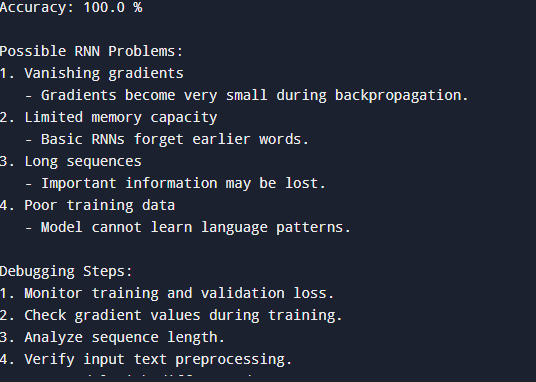 Accuracy: 100.0 %
Possible RNN Problems:
1. Vanishing gradients
- Gradients become very small during backpropagation.
2. Limited memory capacity
- Basic RNNs forget earlier words.
3. Long sequences
- Important information may be lost.
4. Poor training data
- Model cannot learn language patterns.
Debugging Steps:
1. Monitor training and validation loss.
2. Check gradient values during training.
3. Analyze sequence length.
4. Verify input text preprocessing.